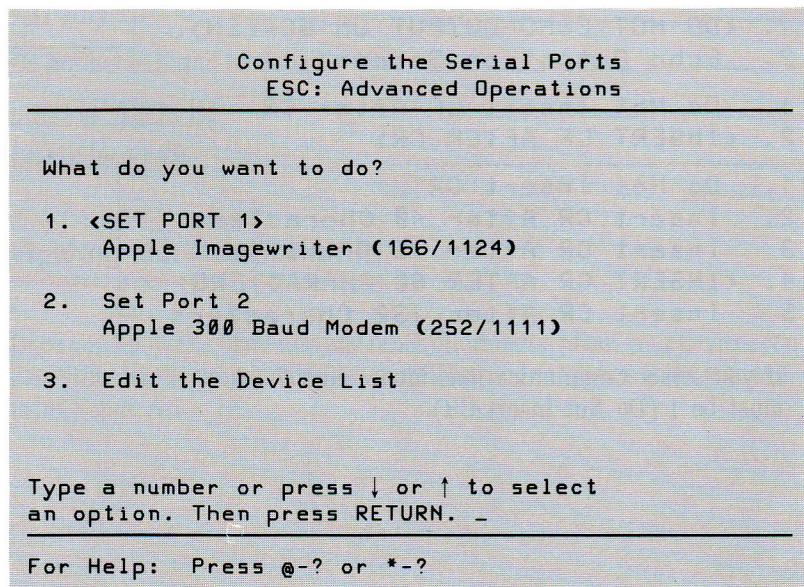 Configure the Serial Ports
ESC: Advanced Operations
What do you want to do?
1. <SET PORT 1>
Apple Imagewriter (166/1124)
2. Set Port 2
Apple 300 Baud Modem (252/1111)
3. Edit the Device List
Type a number or press ↓ or ↑ to select
an option. Then press RETURN. _
For Help: Press @-? or *-?